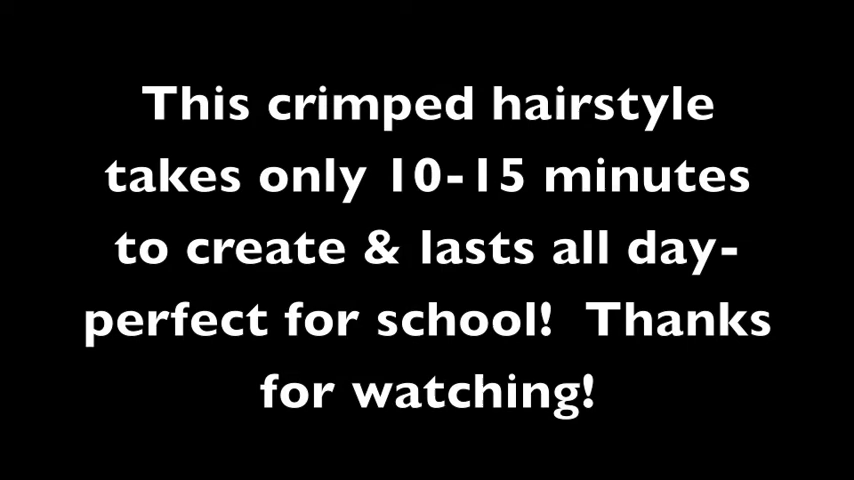 This crimped hairstyle
takes only 10-15 minutes
to create & lasts all day-
perfect for school!  Thanks
for watching!